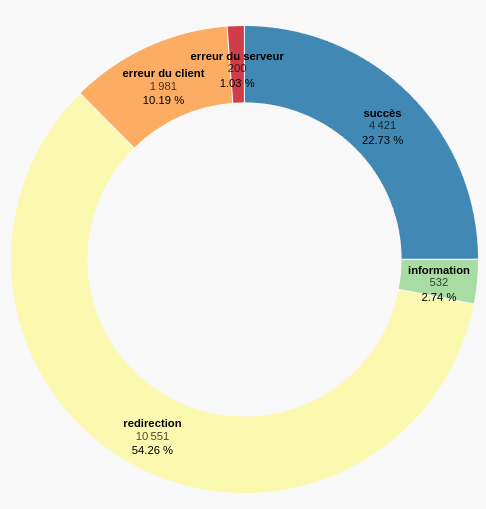 erreur du serveur
200
1.03 %
erreur du client
1 981
10.19 %
succès
4 421
22.73 %
information
532
2.74 %
redirection
10 551
54.26 %